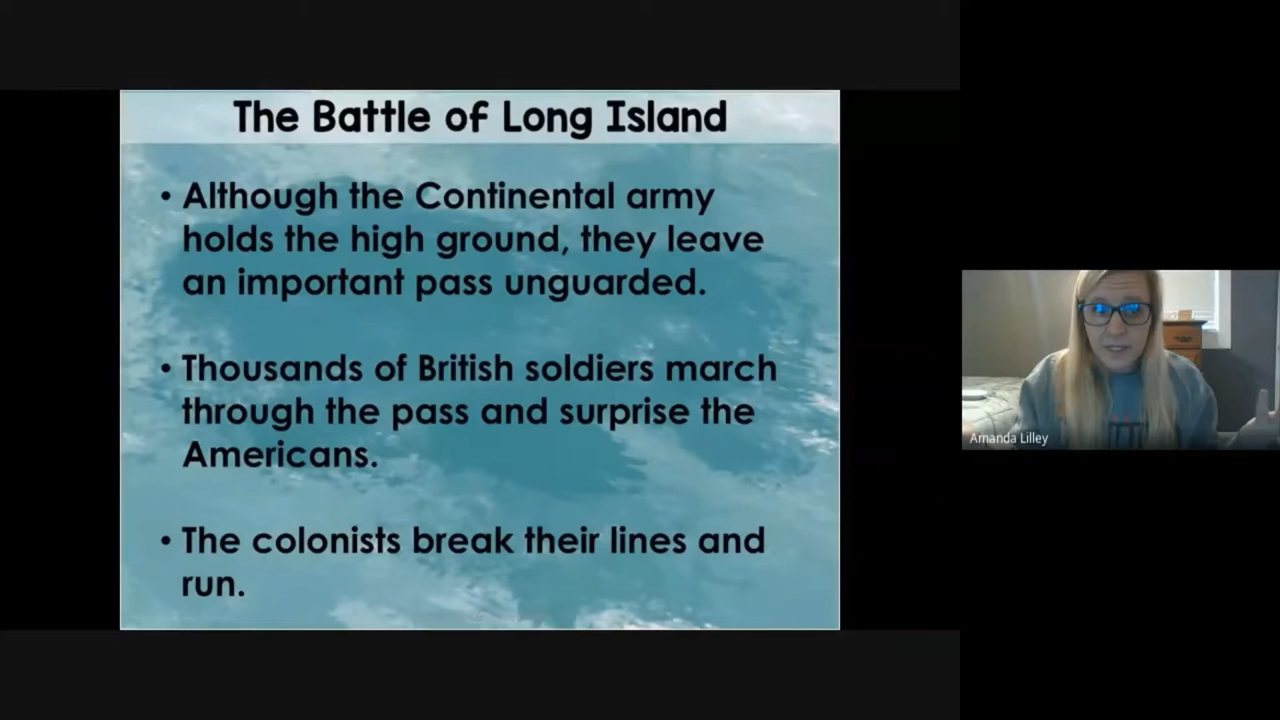 The Battle of Long Island
• Although the Continental army
holds the high ground, they leave
an important pass unguarded.
• Thousands of British soldiers march
through the pass and surprise the
Americans.
• The colonists break their lines and
run.
Amanda Lilley